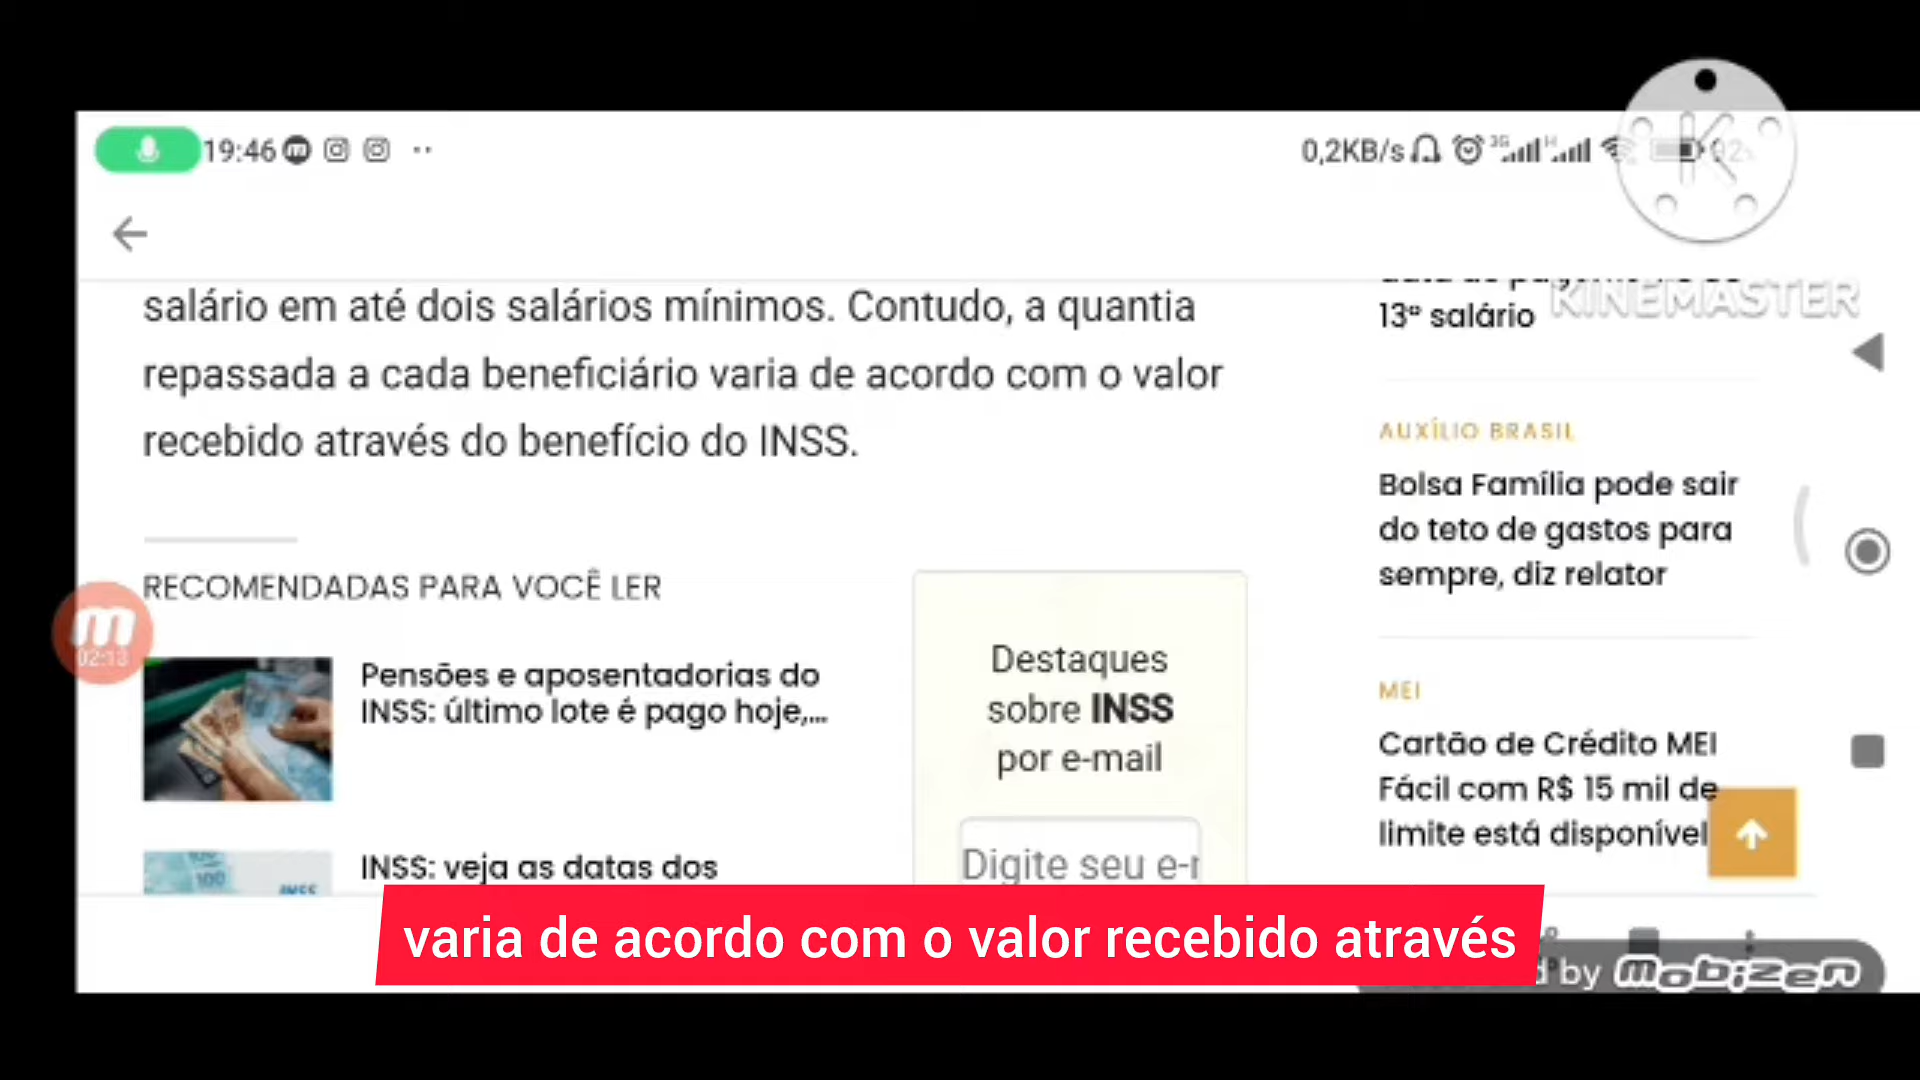 19:46
0,2KB/s
3G
H
salário em até dois salários mínimos. Contudo, a quantia
repassada a cada beneficiário varia de acordo com o valor
recebido através do benefício do INSS.
RECOMENDADAS PARA VOCÊ LER
m
02:13
Pensões e aposentadorias do
INSS: último lote é pago hoje,...
INSS: veja as datas dos
Destaques
sobre INSS
por e-mail
Digite seu e-
13º salário
KINEMASTER
AUXÍLIO BRASIL
Bolsa Família pode sair
do teto de gastos para
sempre, diz relator
MEI
Cartão de Crédito MEI
Fácil com R$ 15 mil de
limite está disponível
varia de acordo com o valor recebido através
by mobizen